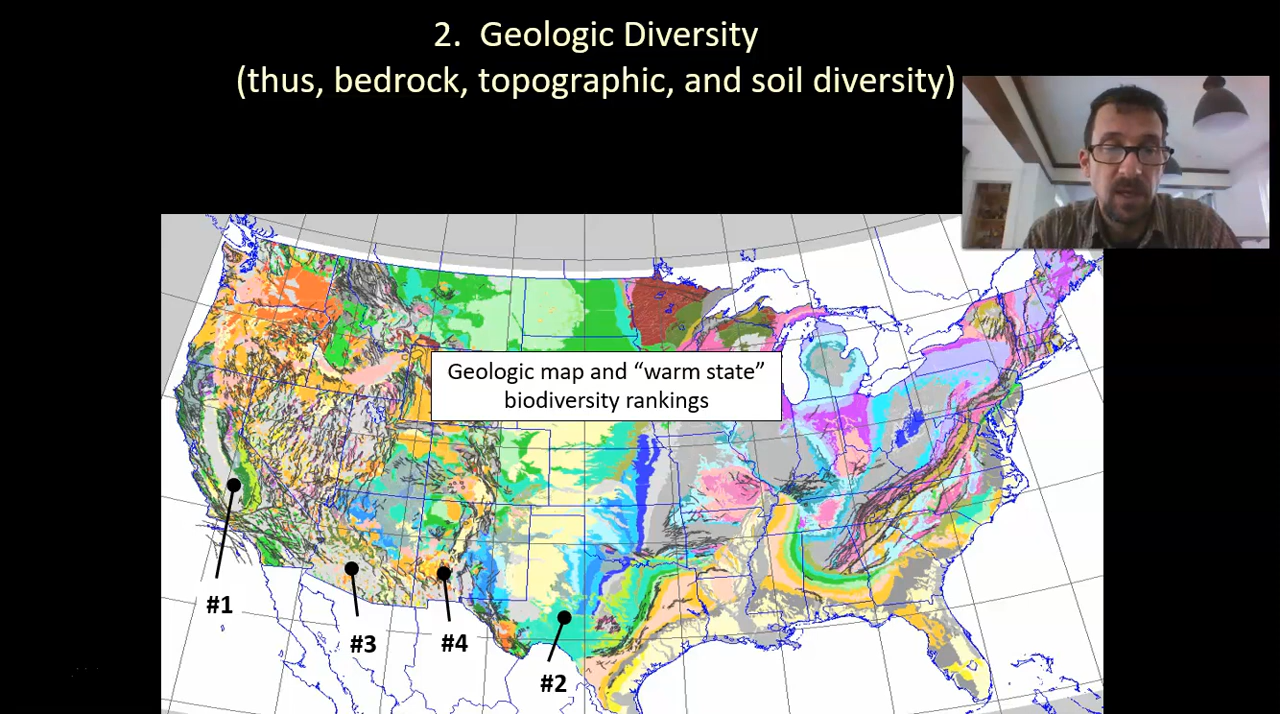 2. Geologic Diversity
(thus, bedrock, topographic, and soil diversity)
Geologic map and “warm state”
biodiversity rankings
#1
#3
#4
#2